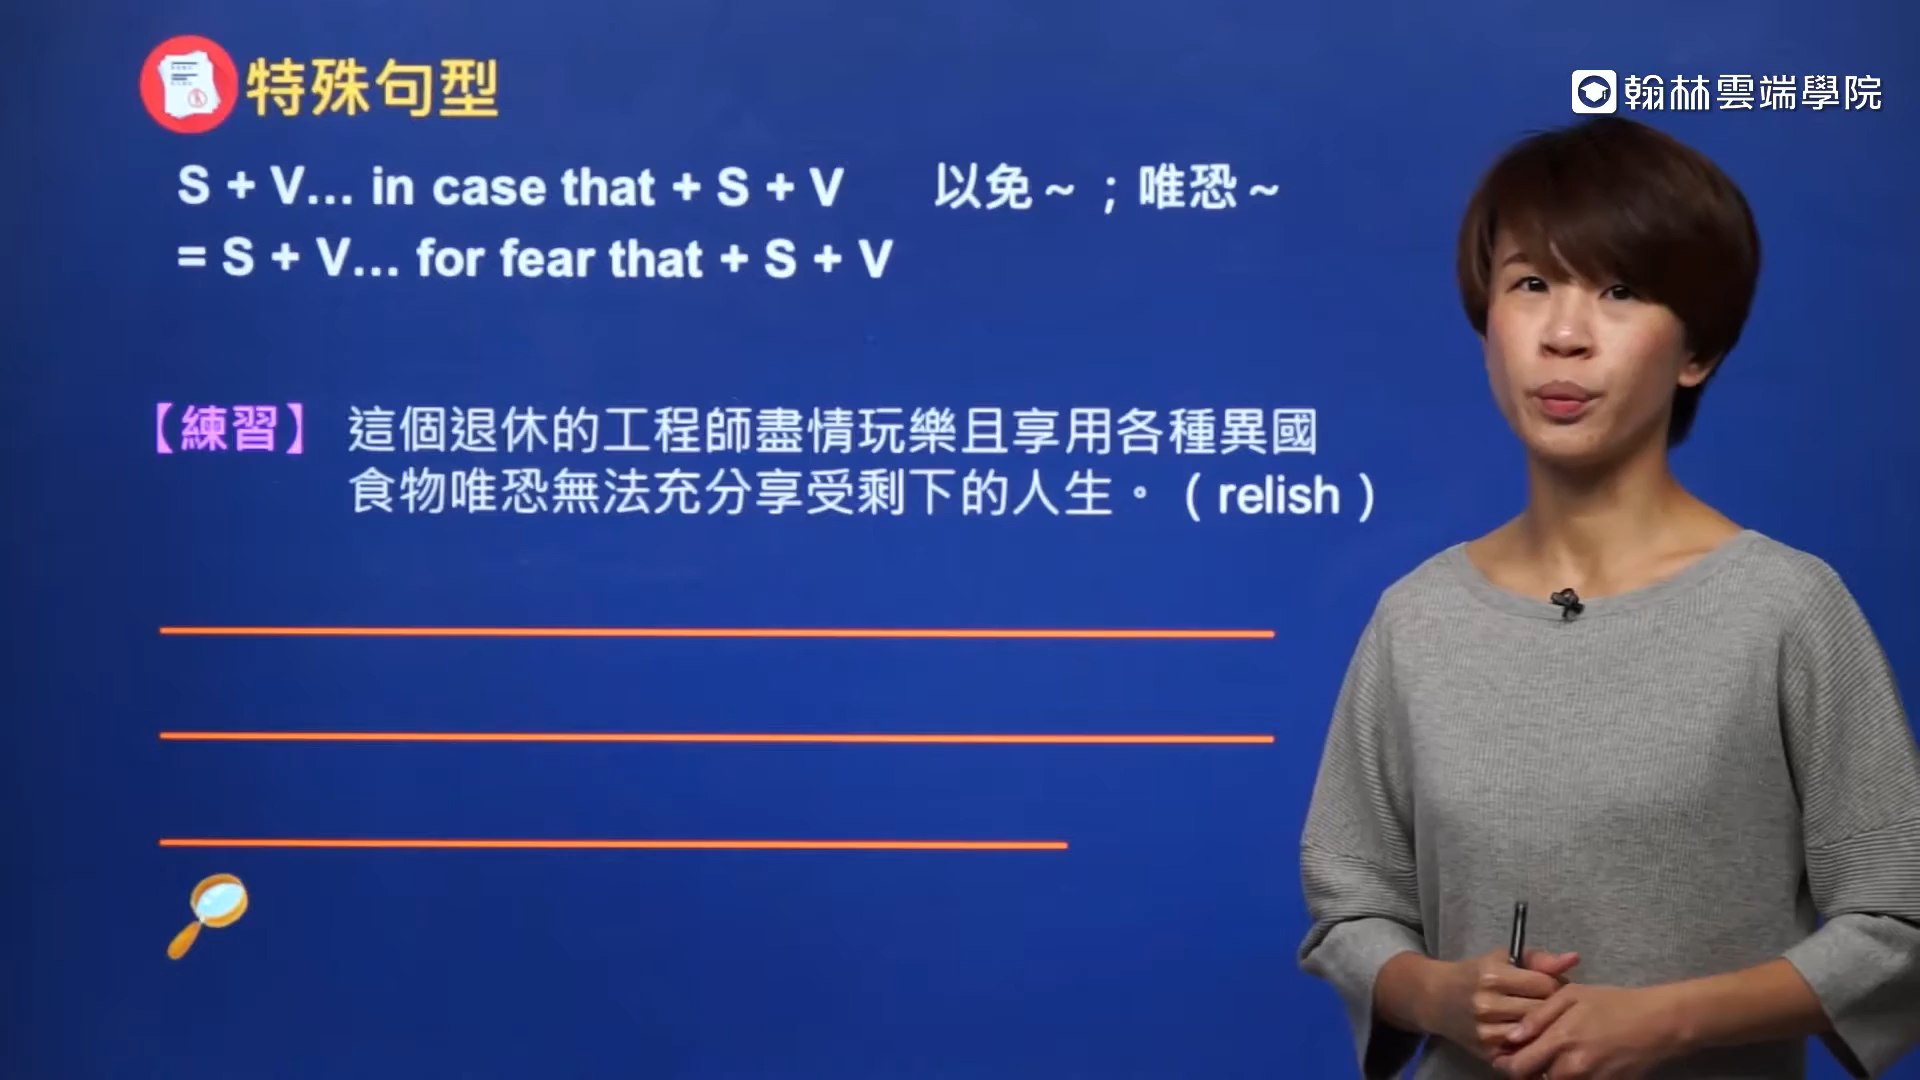 特殊句型
翰林雲端學院
S + V... in case that + S + V 以免~；唯恐~
= S + V... for fear that + S + V
【練習】 這個退休的工程師盡情玩樂且享用各種異國
食物唯恐無法充分享受剩下的人生。（relish）